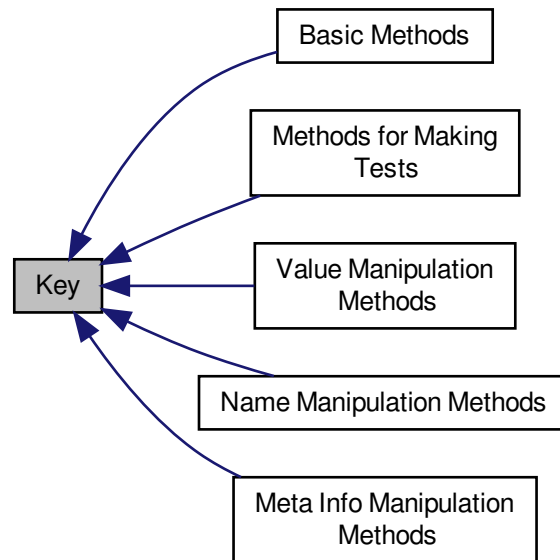 Basic Methods
Methods for Making
Tests
Key
Value Manipulation
Methods
Name Manipulation Methods
Meta Info Manipulation
Methods